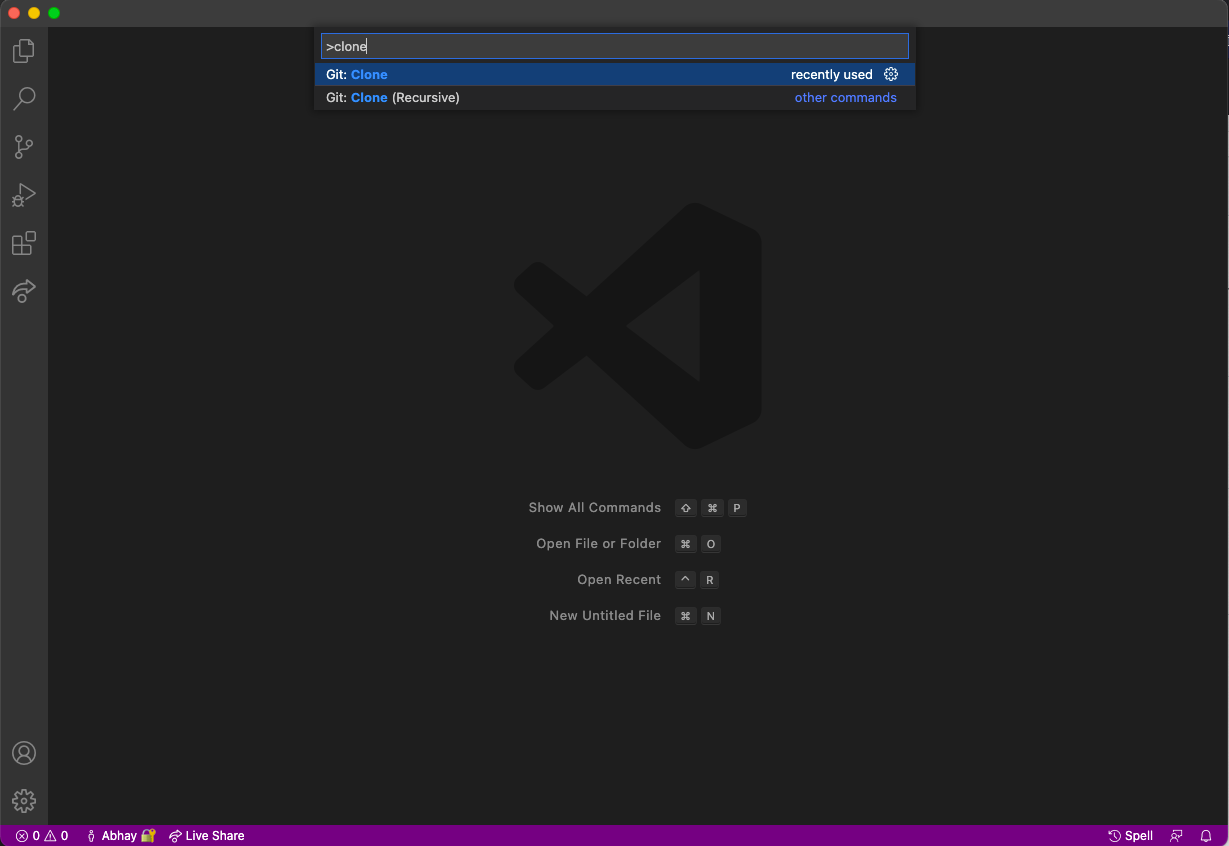 >clone
Git: Clone recently used
Git: Clone (Recursive) other commands
Show All Commands ⇧ ⌘ P
Open File or Folder ⌘ O
Open Recent ^ R
New Untitled File ⌘ N
0 0 Abhay 🔐 Live Share Spell